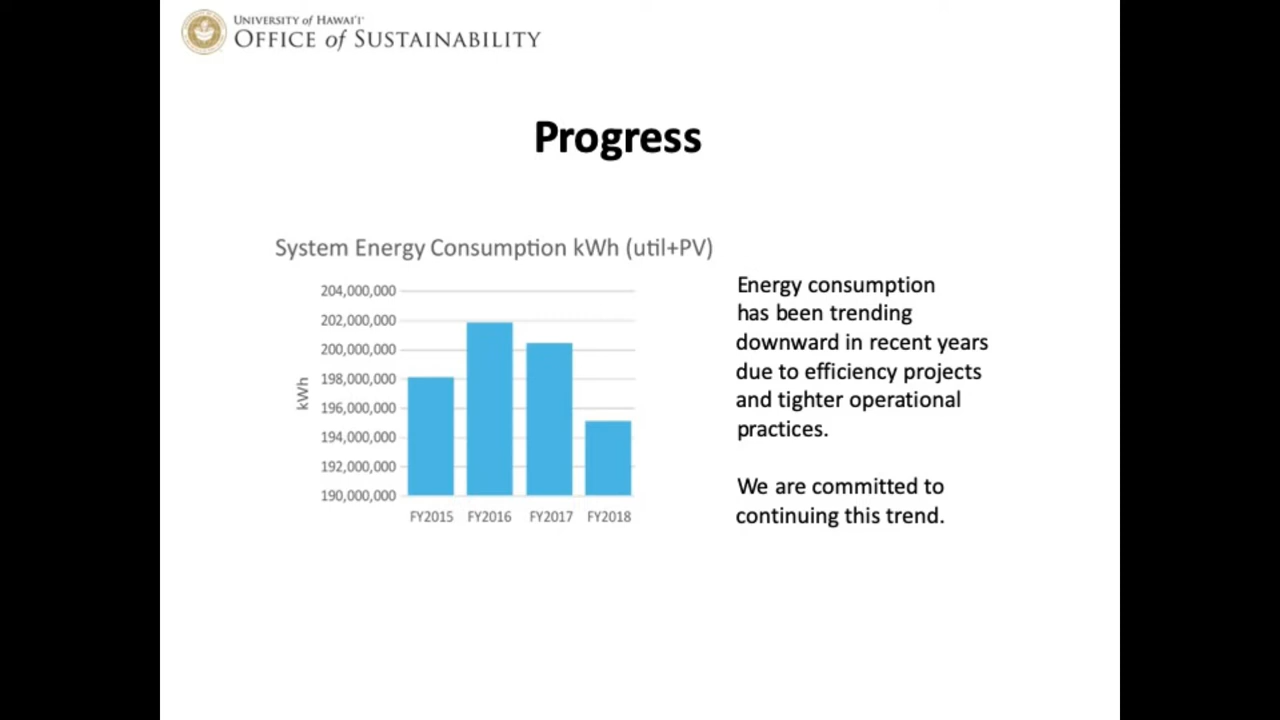 UNIVERSITY of HAWAIʻI®
OFFICE of SUSTAINABILITY
Progress
System Energy Consumption kWh (util+PV)
204,000,000
202,000,000
200,000,000
198,000,000
196,000,000
194,000,000
192,000,000
190,000,000
kWh
FY2015 FY2016 FY2017 FY2018
Energy consumption
has been trending
downward in recent years
due to efficiency projects
and tighter operational
practices.
We are committed to
continuing this trend.